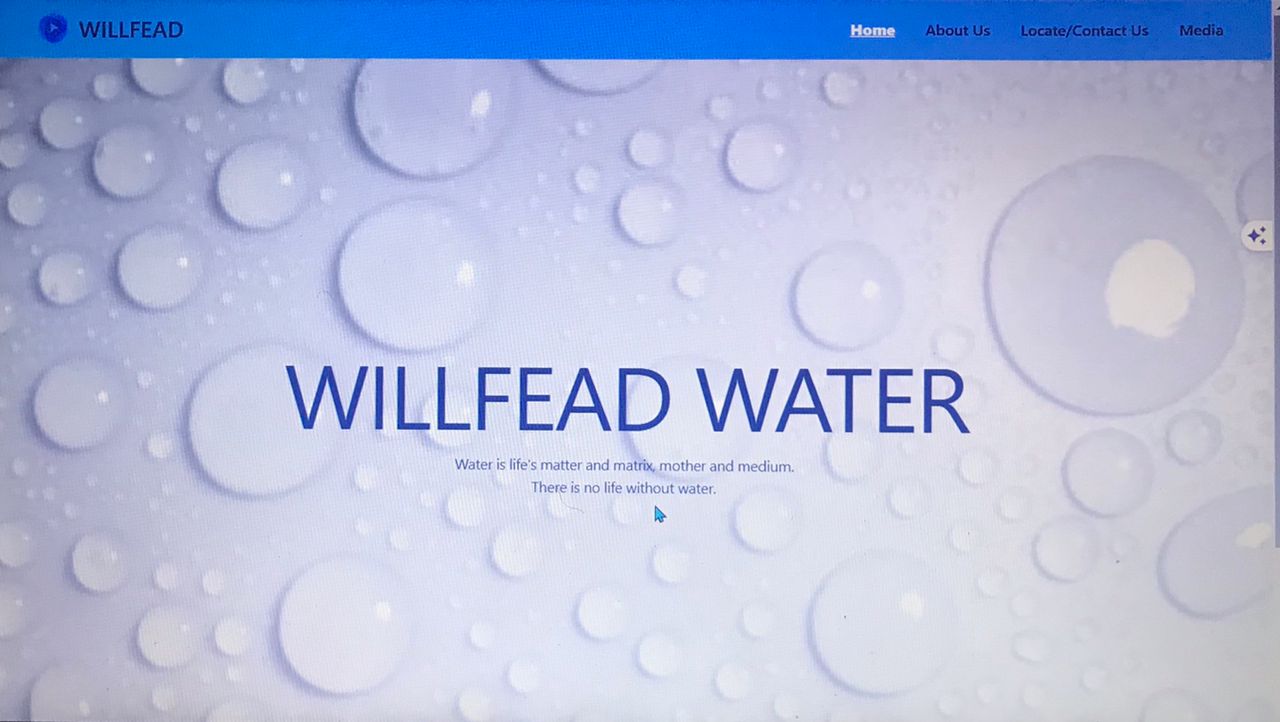 WILLFEAD
Home About Us Locate/Contact Us Media
WILLFEAD WATER
Water is life's matter and matrix, mother and medium.
There is no life without water.